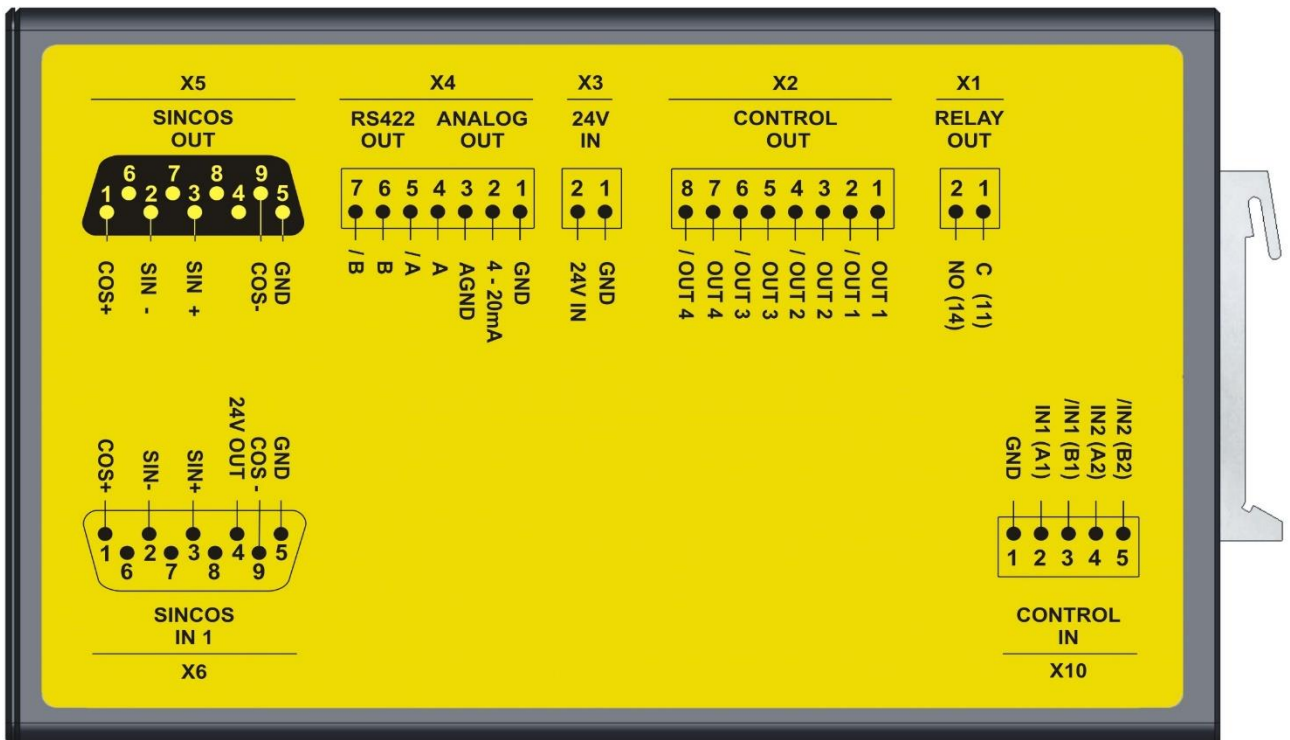 X5
SINCOS
OUT
6 7 8 9
1 2 3 4 5
COS+
SIN -
SIN +
COS-
GND
X4
RS422 ANALOG
OUT OUT
7 6 5 4 3 2 1
/ B
B
/ A
A
AGND
4 - 20mA
GND
X3
24V
IN
2 1
24V IN
GND
X2
CONTROL
OUT
8 7 6 5 4 3 2 1
/ OUT 4
OUT 4
/ OUT 3
OUT 3
/ OUT 2
OUT 2
/ OUT 1
OUT 1
X1
RELAY
OUT
2 1
NO (14)
C (11)
COS+
SIN-
SIN+
24V OUT
COS -
GND
1 2 3 4 5
6 7 8 9
SINCOS
IN 1
X6
GND
IN1 (A1)
/IN1 (B1)
IN2 (A2)
/IN2 (B2)
1 2 3 4 5
CONTROL
IN
X10